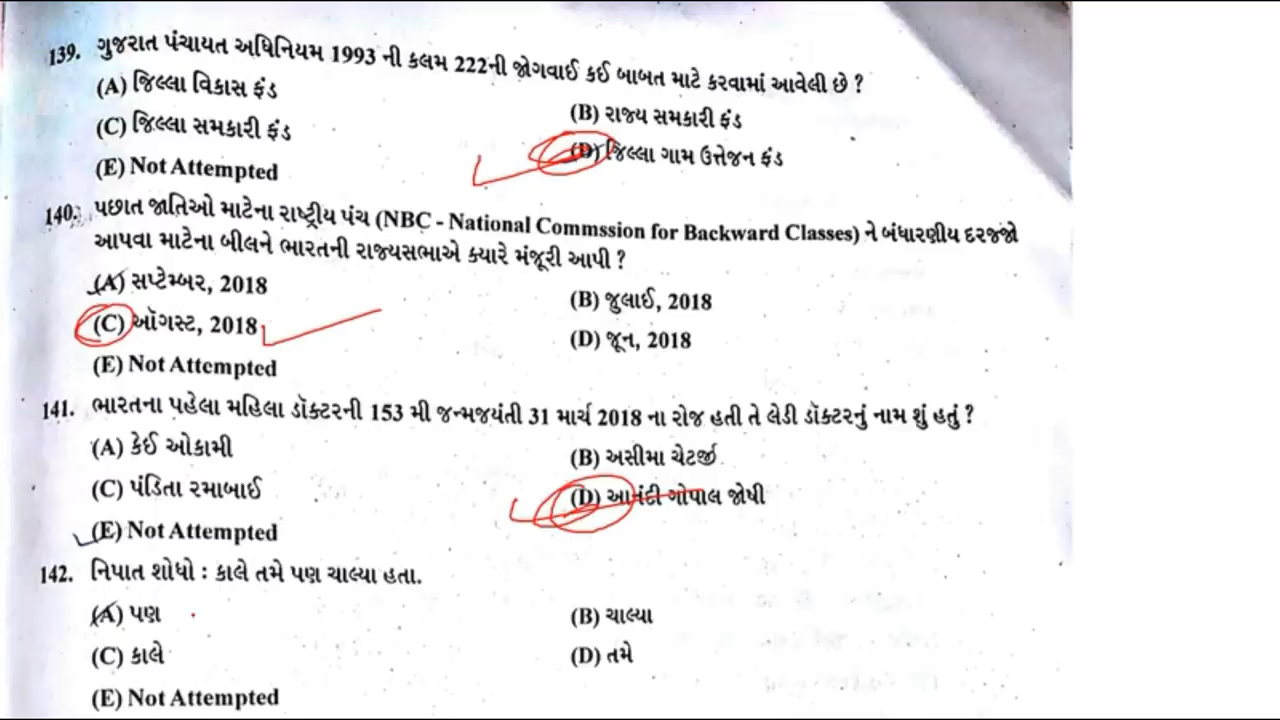 139. ગુજરાત પંચાયત અધિનિયમ 1993 ની કલમ 222ની જોગવાઈ કઈ બાબત માટે કરવામાં આવેલી છે ?
(A) જિલ્લા વિકાસ ફંડ
(B) રાજ્ય સમકારી ફંડ
(C) જિલ્લા સમકારી ફંડ
(D) જિલ્લા ગામ ઉત્તેજન ફંડ
(E) Not Attempted
140. પછાત જાતિઓ માટેના રાષ્ટ્રીય પંચ (NBC - National Commssion for Backward Classes) ને બંધારણીય દરજ્જો
આપવા માટેના બીલને ભારતની રાજ્યસભાએ ક્યારે મંજૂરી આપી ?
(A) સપ્ટેમ્બર, 2018
(B) જુલાઈ, 2018
(C) ઑગસ્ટ, 2018
(D) જૂન, 2018
(E) Not Attempted
141. ભારતના પહેલા મહિલા ડૉક્ટરની 153 મી જન્મજયંતી 31 માર્ચ 2018 ના રોજ હતી તે લેડી ડૉક્ટરનું નામ શું હતું ?
(A) કેઈ ઓકામી
(B) અસીમા ચેટર્જી
(C) પંડિતા રમાબાઈ
(D) આનંદી ગોપાલ જોષી
(E) Not Attempted
142. નિપાત શોધો : કાલે તમે પણ ચાલ્યા હતા.
(A) પણ
(B) ચાલ્યા
(C) કાલે
(D) તમે
(E) Not Attempted